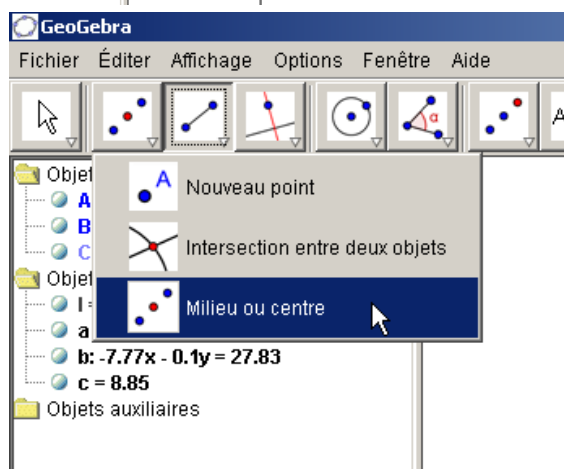 GeoGebra
Fichier Éditer Affichage Options Fenêtre Aide
α
A
Objet
A
B
C
A Nouveau point
Intersection entre deux objets
Milieu ou centre
Objet
a
b: -7.77x - 0.1y = 27.83
c = 8.85
Objets auxiliaires